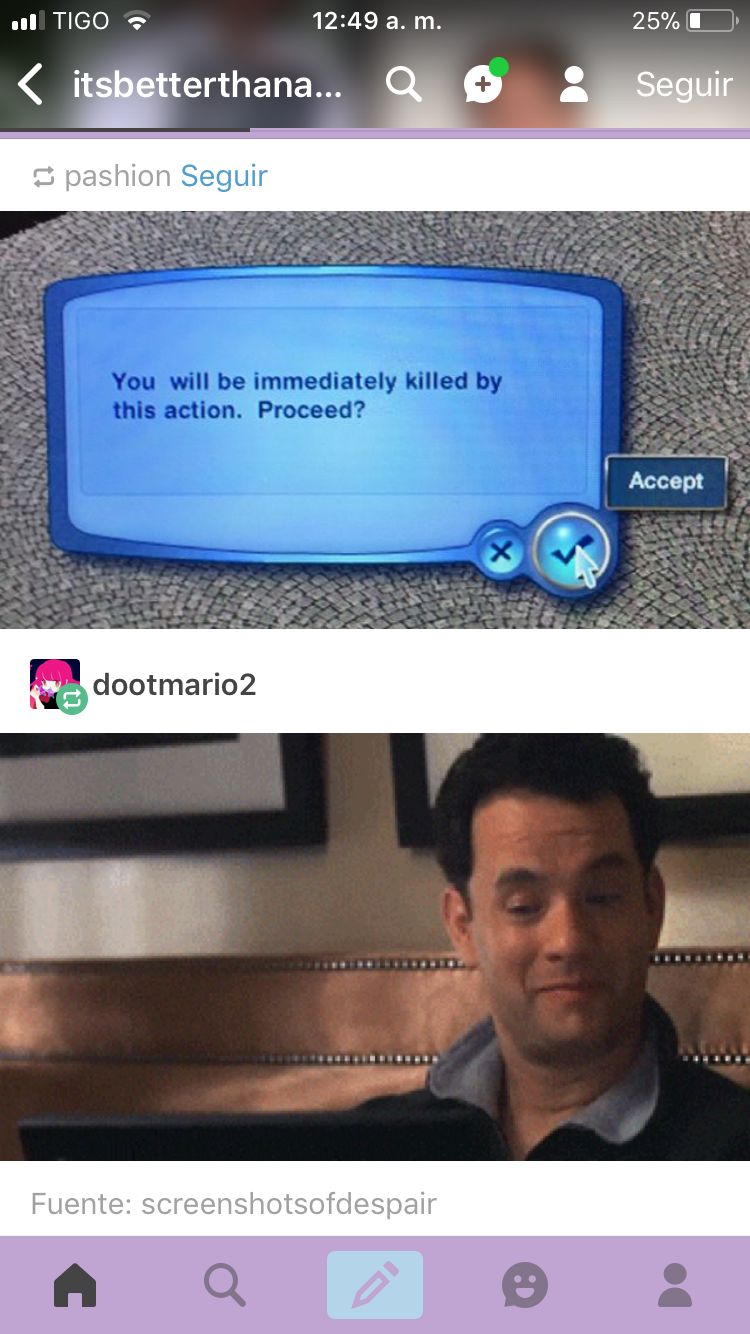 TIGO 12:49 a. m. 25%
itsbetterthana... Seguir
pashion Seguir
You will be immediately killed by
this action. Proceed?
Accept
dootmario2
Fuente: screenshotsofdespair